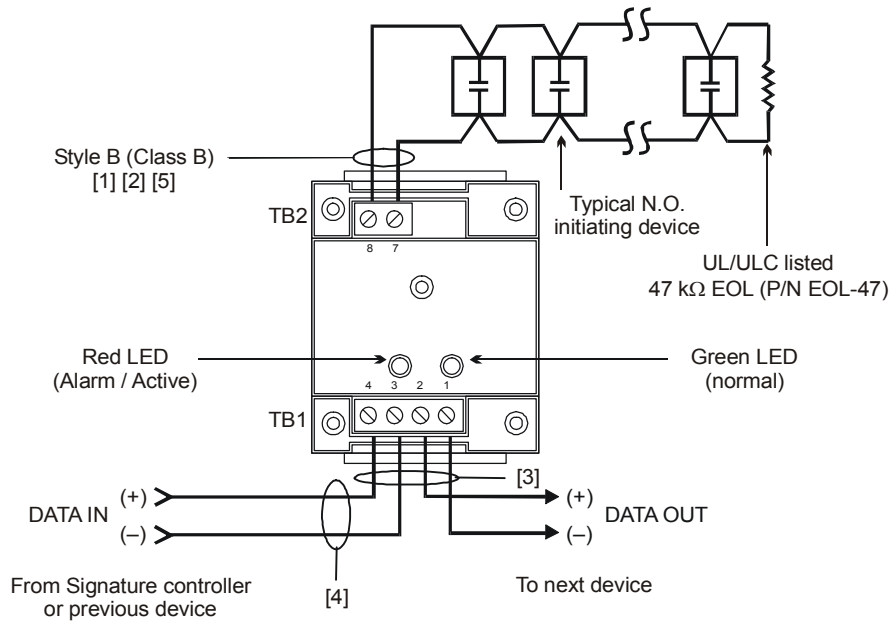 Style B (Class B)
[1] [2] [5]
TB2
8 7
Typical N.O.
initiating device
UL/ULC listed
47 kΩ EOL (P/N EOL-47)
Red LED
(Alarm / Active)
Green LED
(normal)
4 3 2 1
TB1
[3]
DATA IN
(+)
(–)
(+)
(–)
DATA OUT
[4]
From Signature controller
or previous device
To next device